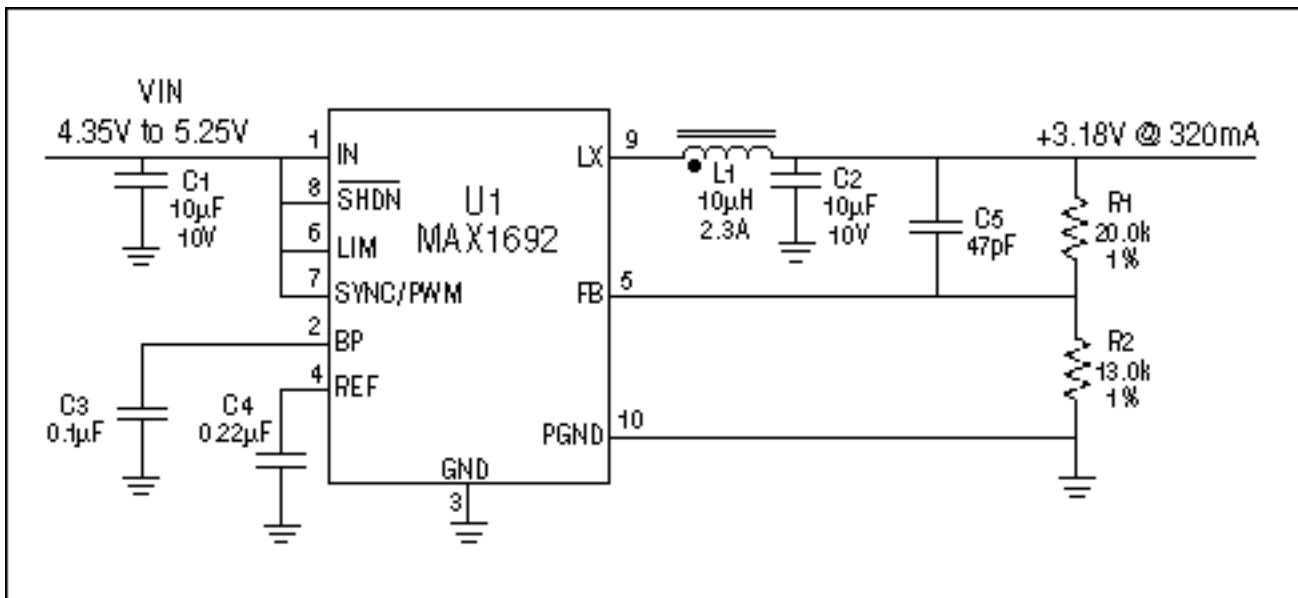 VIN
4.35V to 5.25V
+3.18V @ 320mA
1
IN
LX
9
C1
10µF
10V
8
SHDN
U1
MAX1692
6
LIM
7
SYNC/PWM
L1
10µH
2.3A
C2
10µF
10V
C5
47pF
R1
20.0k
1%
FB
5
2
BP
4
REF
R2
13.0k
1%
C3
0.1µF
C4
0.22µF
PGND
10
GND
3